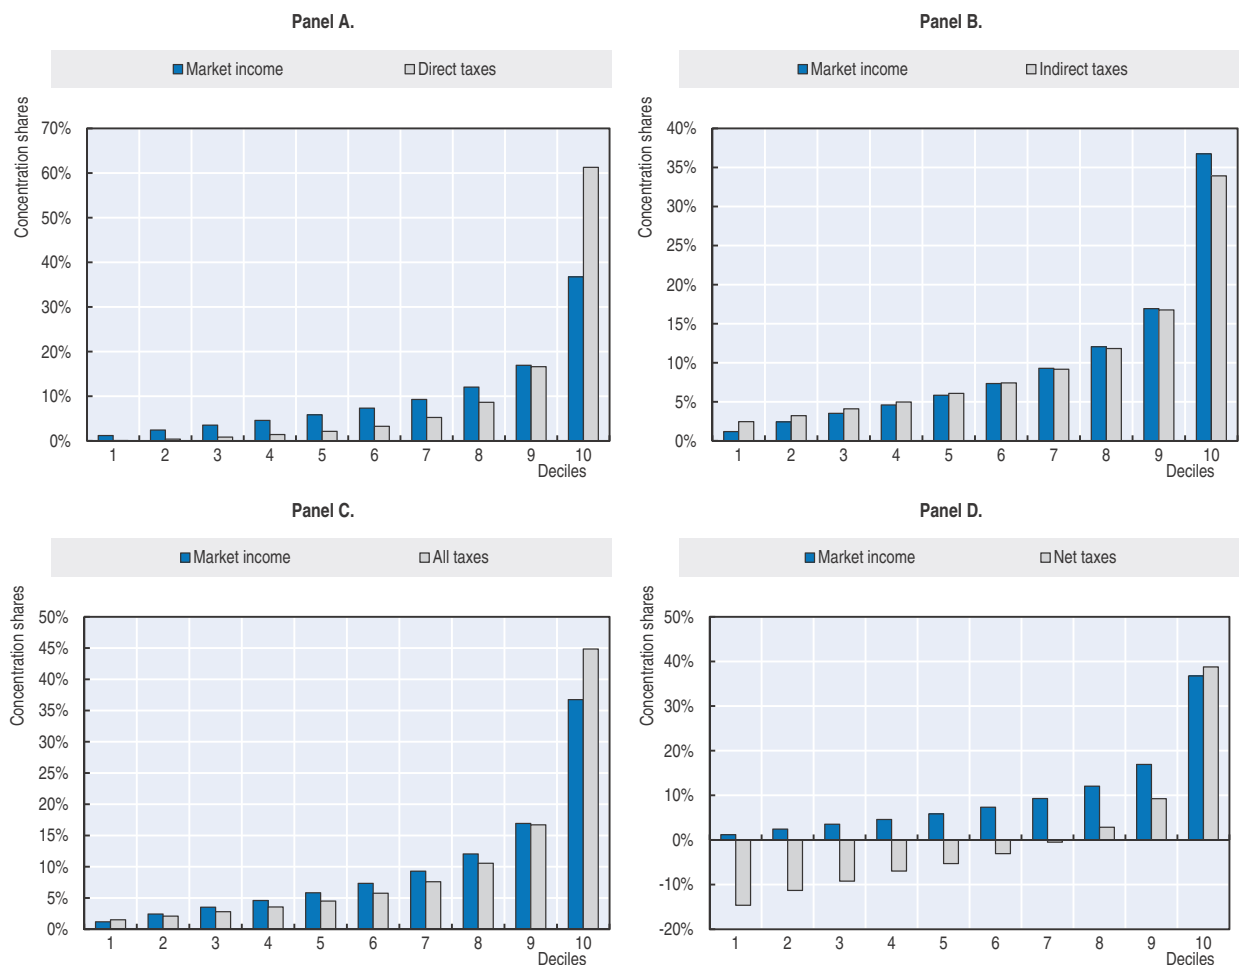 Panel A.
Market income Direct taxes
Concentration shares
70%
60%
50%
40%
30%
20%
10%
0%
1 2 3 4 5 6 7 8 9 10
Deciles
Panel B.
Market income Indirect taxes
Concentration shares
40%
35%
30%
25%
20%
15%
10%
5%
0%
1 2 3 4 5 6 7 8 9 10
Deciles
Panel C.
Market income All taxes
Concentration shares
50%
45%
40%
35%
30%
25%
20%
15%
10%
5%
0%
1 2 3 4 5 6 7 8 9 10
Deciles
Panel D.
Market income Net taxes
Concentration shares
50%
40%
30%
20%
10%
0%
-10%
-20%
1 2 3 4 5 6 7 8 9 10
Deciles